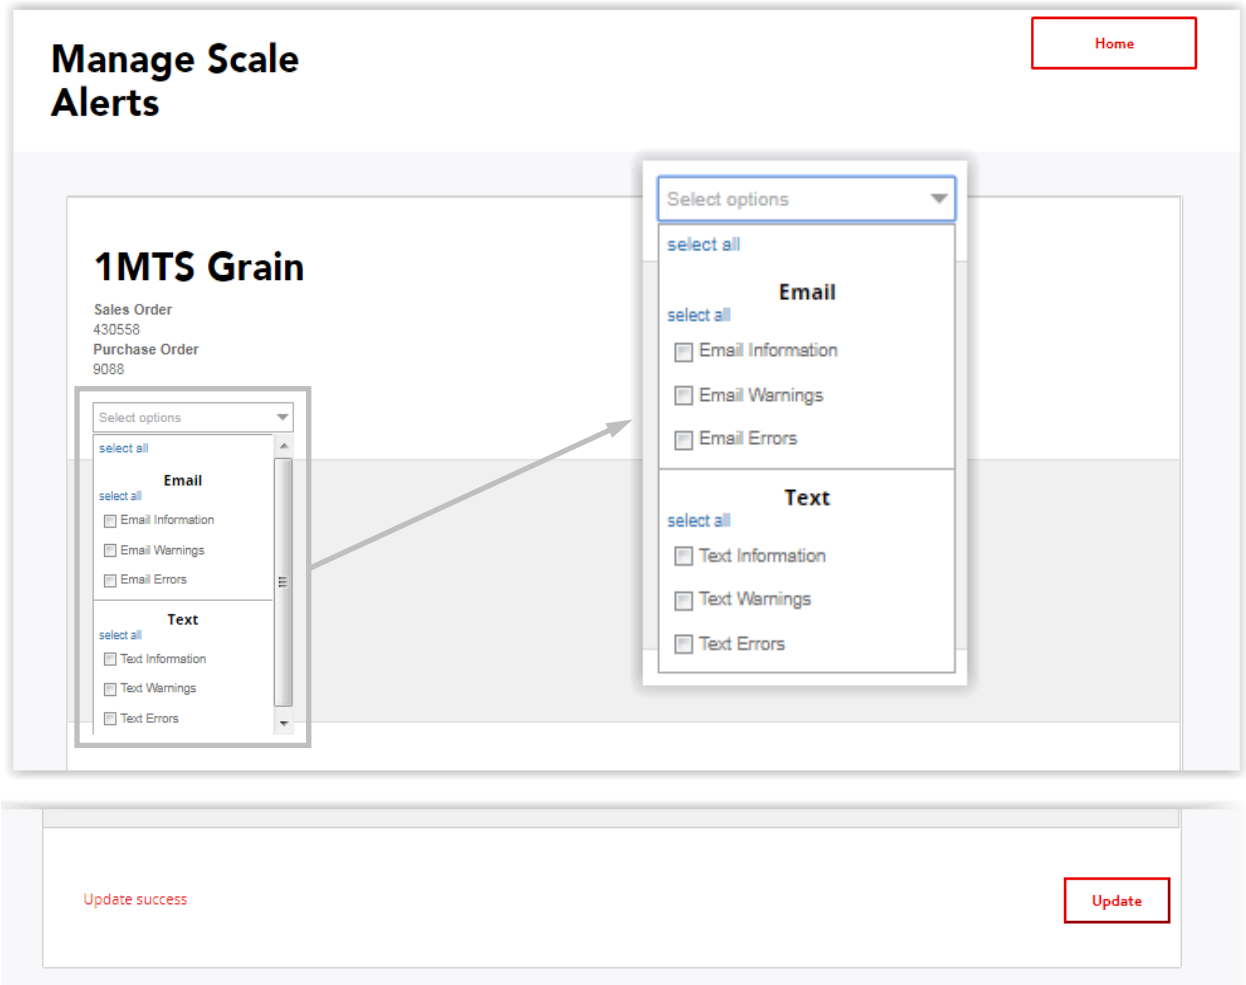 Manage Scale
Alerts
Home
1MTS Grain
Sales Order
430558
Purchase Order
9088
Select options
select all
Email
select all
Email Information
Email Warnings
Email Errors
Text
select all
Text Information
Text Warnings
Text Errors
Select options
select all
Email
select all
Email Information
Email Warnings
Email Errors
Text
select all
Text Information
Text Warnings
Text Errors
Update success
Update